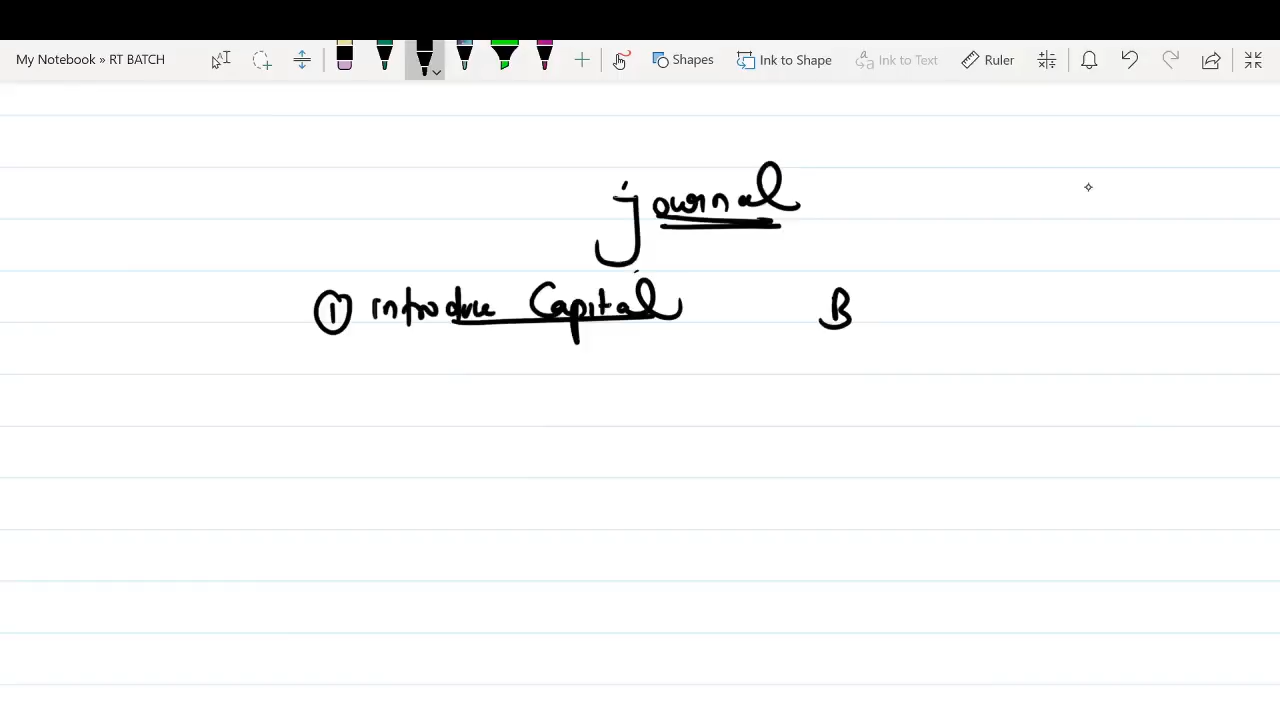 My Notebook » RT BATCH Shapes Ink to Shape Ink to Text Ruler
journal
① introduce Capital B